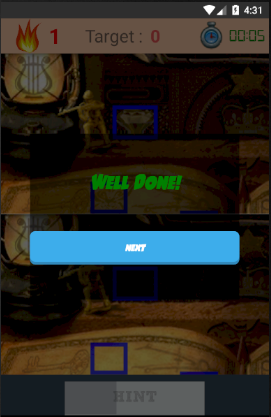 4:31
1 Target : 0 00:05
Well Done!
NEXT
HINT